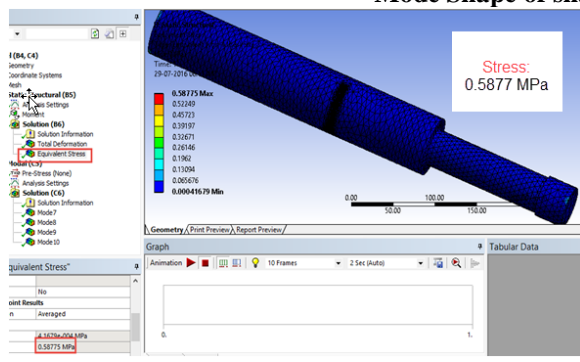 Mode Shape of sha
l (B4, C4)
Geometry
Coordinate Systems
Mesh
Static Structural (B5)
Analysis Settings
Moment
Solution (B6)
Solution Information
Total Deformation
Equivalent Stress
Modal (C5)
Pre-Stress (None)
Analysis Settings
Solution (C6)
Solution Information
Mode7
Mode8
Mode9
Mode10
Time:
29-07-2016
0.58775 Max
0.52249
0.45723
0.39197
0.32671
0.26146
0.1962
0.13094
0.065676
0.00041679 Min
Stress:
0.5877 MPa
0.00
100.00
50.00
150.00
Geometry Print Preview Report Preview
quivalent Stress"
No
oint Results
n Averaged
4.1679e-004 MPa
0.58775 MPa
Graph
Animation 10 Frames 2 Sec (Auto)
0. 1.
Tabular Data